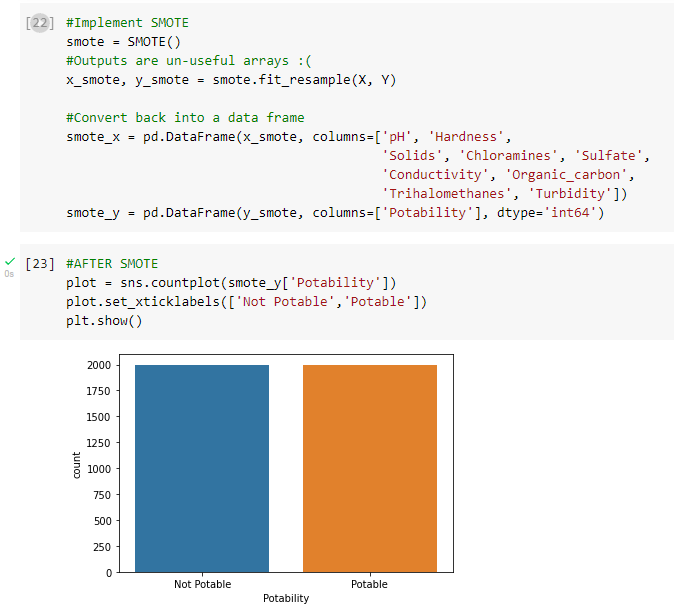 [22] #Implement SMOTE
smote = SMOTE()
#Outputs are un-useful arrays :(
x_smote, y_smote = smote.fit_resample(X, Y)
#Convert back into a data frame
smote_x = pd.DataFrame(x_smote, columns=['pH', 'Hardness',
'Solids', 'Chloramines', 'Sulfate',
'Conductivity', 'Organic_carbon',
'Trihalomethanes', 'Turbidity'])
smote_y = pd.DataFrame(y_smote, columns=['Potability'], dtype='int64')
[23] #AFTER SMOTE
0s
plot = sns.countplot(smote_y['Potability'])
plot.set_xticklabels(['Not Potable','Potable'])
plt.show()
2000
1750
1500
1250
1000
750
500
250
0
count
Not Potable Potable
Potability